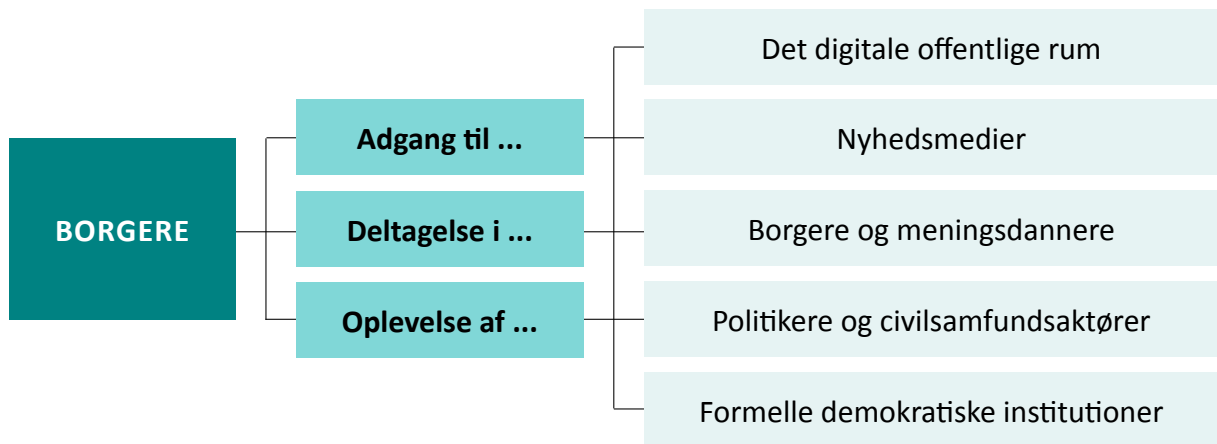 BORGERE
Adgang til ...
Deltagelse i ...
Oplevelse af ...
Det digitale offentlige rum
Nyhedsmedier
Borgere og meningsdannere
Politikere og civilsamfundsaktører
Formelle demokratiske institutioner